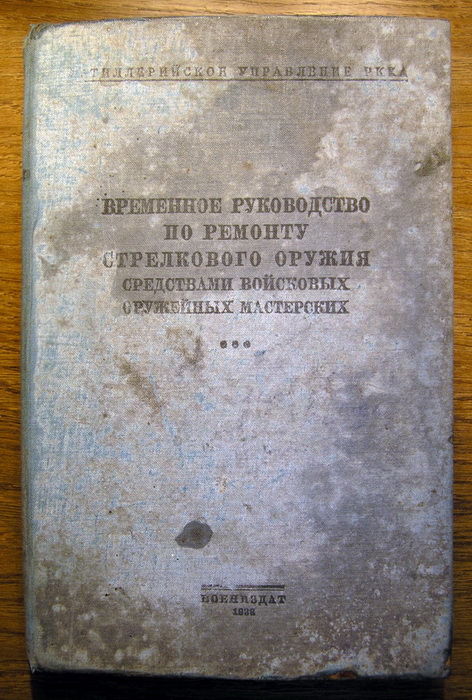 АРТИЛЛЕРИЙСКОЕ УПРАВЛЕНИЕ РККА
ВРЕМЕННОЕ РУКОВОДСТВО
ПО РЕМОНТУ
СТРЕЛКОВОГО ОРУЖИЯ
СРЕДСТВАМИ ВОЙСКОВЫХ
ОРУЖЕЙНЫХ МАСТЕРСКИХ
ВОЕНИЗДАТ